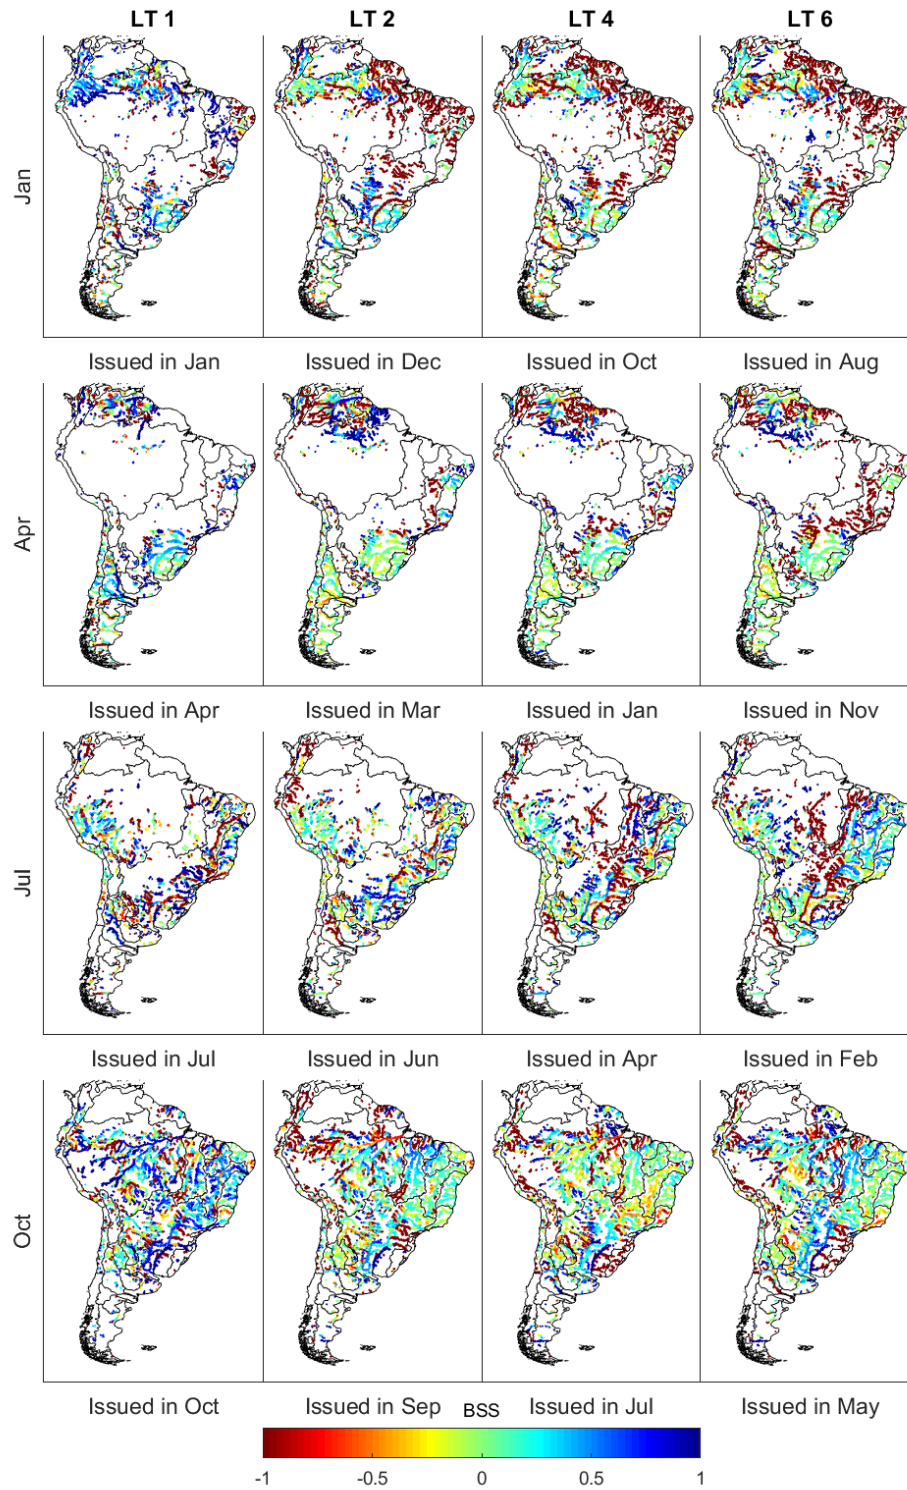 LT 1 LT 2 LT 4 LT 6
Jan
Issued in Jan Issued in Dec Issued in Oct Issued in Aug
Apr
Issued in Apr Issued in Mar Issued in Jan Issued in Nov
Jul
Issued in Jul Issued in Jun Issued in Apr Issued in Feb
Oct
Issued in Oct Issued in Sep BSS Issued in Jul Issued in May
-1 -0.5 0 0.5 1